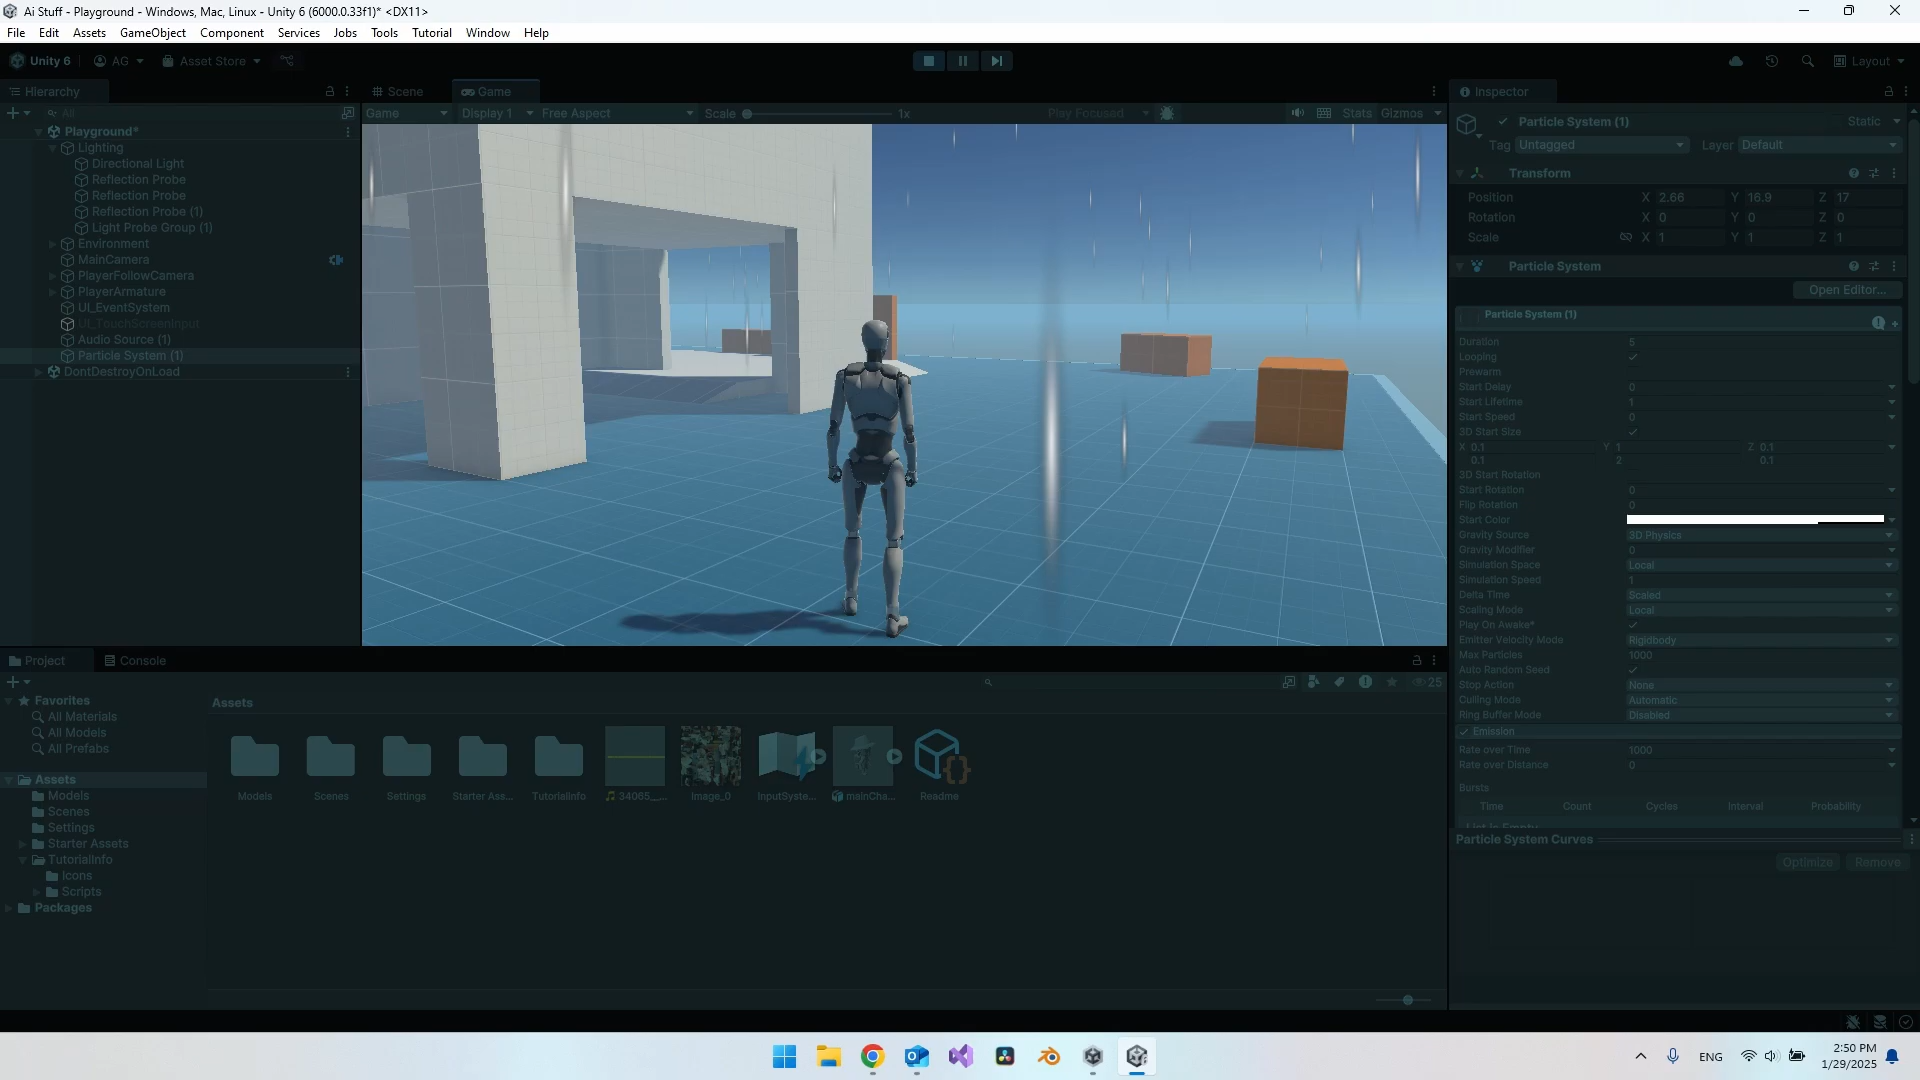 Ai Stuff - Playground - Windows, Mac, Linux - Unity 6 (6000.0.33f1)* <DX11>
File Edit Assets GameObject Component Services Jobs Tools Tutorial Window Help
Unity 6 AG Asset Store Layout
Hierarchy Scene Game Inspector
All Game Display 1 Free Aspect Scale 1x Play Focused Stats Gizmos
Particle System (1) Static
Tag Untagged Layer Default
Playground*
Lighting
Directional Light
Reflection Probe
Reflection Probe
Reflection Probe (1)
Light Probe Group (1)
Environment
MainCamera
PlayerFollowCamera
PlayerArmature
UI_EventSystem
UI_TouchScreenInput
Audio Source (1)
Particle System (1)
DontDestroyOnLoad
Transform
Position X 2.66 Y 16.9 Z 17
Rotation X 0 Y 0 Z 0
Scale X 1 Y 1 Z 1
Particle System
Open Editor...
Particle System (1)
Duration 5
Looping
Prewarm
Start Delay 0
Start Lifetime 1
Start Speed 0
3D Start Size
X 0.1 Y 1 Z 0.1
0.1 2 0.1
3D Start Rotation
Start Rotation 0
Flip Rotation 0
Start Color
Gravity Source 3D Physics
Gravity Modifier 0
Simulation Space Local
Simulation Speed 1
Delta Time Scaled
Scaling Mode Local
Play On Awake*
Emitter Velocity Mode Rigidbody
Max Particles 1000
Auto Random Seed
Stop Action None
Culling Mode Automatic
Ring Buffer Mode Disabled
Emission
Rate over Time 1000
Rate over Distance 0
Bursts
Time Count Cycles Interval Probability
List is Empty
Particle System Curves
Optimize Remove
Project Console
25
Favorites
All Materials
All Models
All Prefabs
Assets
Models
Scenes
Settings
Starter Assets
TutorialInfo
Icons
Scripts
Packages
Assets
Models Scenes Settings Starter Ass... TutorialInfo 34065__... Image_0 InputSyste... mainCha... Readme
ENG
2:50 PM
1/29/2025